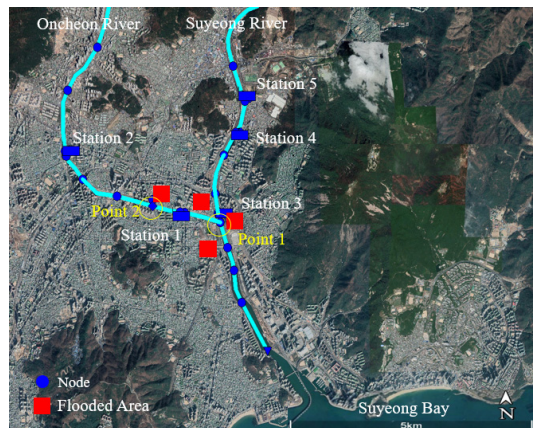 Oncheon River
Suyeong River
Station 5
Station 2
Station 4
Station 3
Point 2
Station 1
Point 1
Node
Flooded Area
Suyeong Bay
N
5km